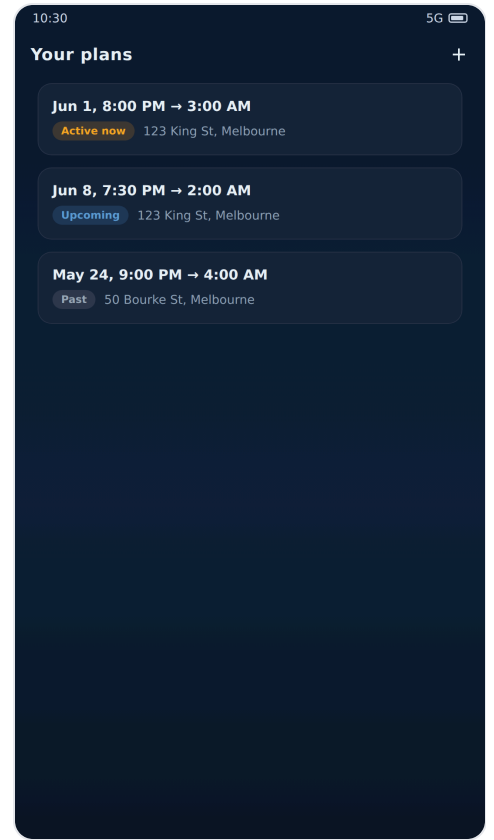 10:30 5G
Your plans +
Jun 1, 8:00 PM → 3:00 AM
Active now 123 King St, Melbourne
Jun 8, 7:30 PM → 2:00 AM
Upcoming 123 King St, Melbourne
May 24, 9:00 PM → 4:00 AM
Past 50 Bourke St, Melbourne